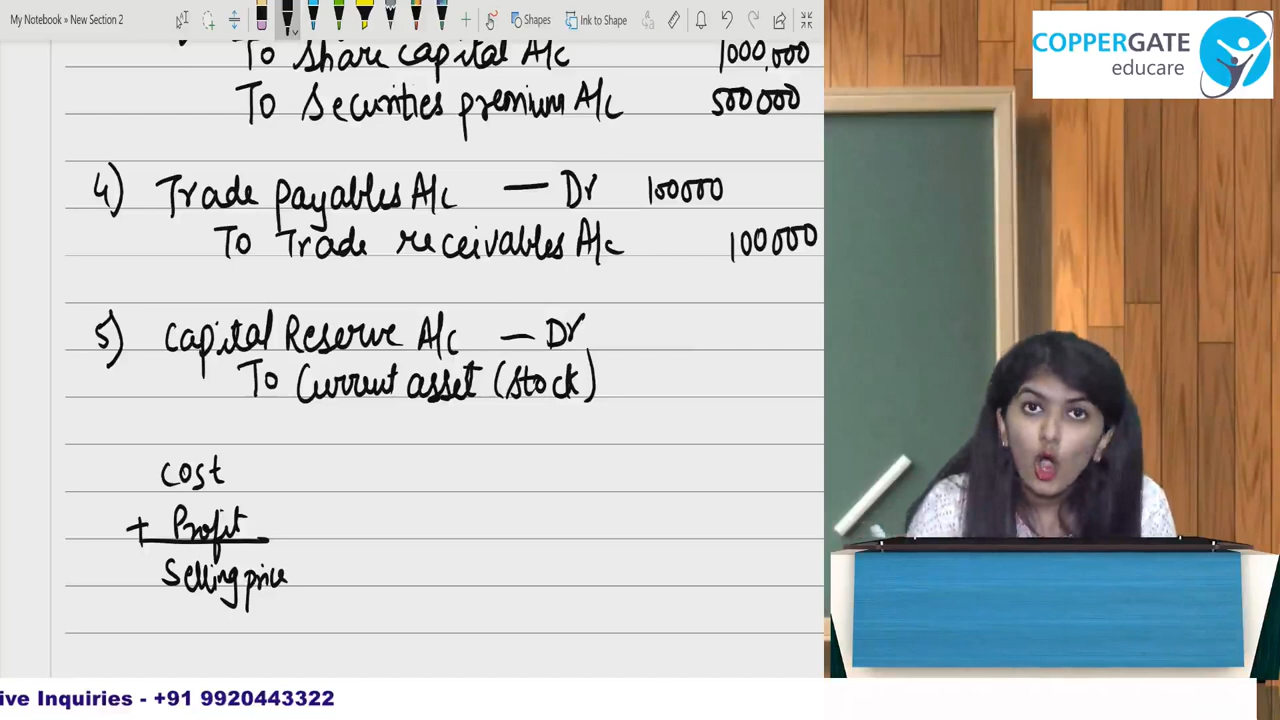 My Notebook » New Section 2
Shapes
Ink to Shape
COPPERGATE
educare
To Share capital A/c 1000,000
To Securities premium A/c 500000
4) Trade payables A/c — Dr 100000
To Trade receivables A/c 100000
5) Capital Reserve A/c — Dr
To Current asset (Stock)
Cost
+ Profit
Selling price
ive Inquiries - +91 9920443322